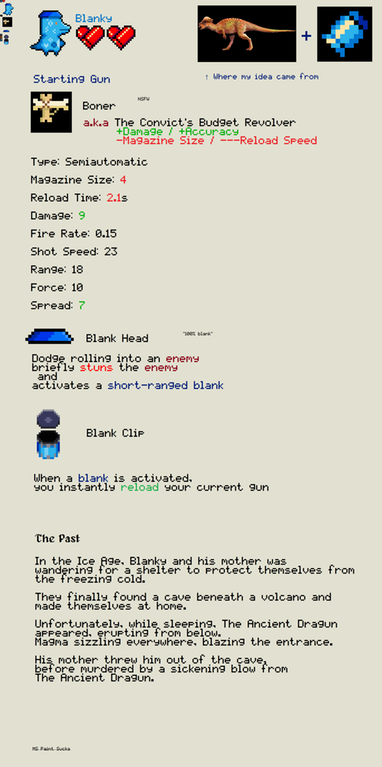 Blanky
+
Starting Gun
↑ Where my idea came from
Boner
NSFW
a.k.a The Convict's Budget Revolver
+Damage / +Accuracy
-Magazine Size / ---Reload Speed
Type: Semiautomatic
Magazine Size: 4
Reload Time: 2.1s
Damage: 9
Fire Rate: 0.15
Shot Speed: 23
Range: 18
Force: 10
Spread: 7
Blank Head
"100% blank"
Dodge rolling into an enemy
briefly stuns the enemy
and
activates a short-ranged blank
Blank Clip
When a blank is activated,
you instantly reload your current gun
The Past
In the Ice Age, Blanky and his mother was
wandering for a shelter to protect themselves from
the freezing cold.
They finally found a cave beneath a volcano and
made themselves at home.
Unfortunately, while sleeping, The Ancient Dragun
appeared, erupting from below.
Magma sizzling everywhere, blazing the entrance.
His mother threw him out of the cave,
before murdered by a sickening blow from
The Ancient Dragun.
MS Paint Sucks